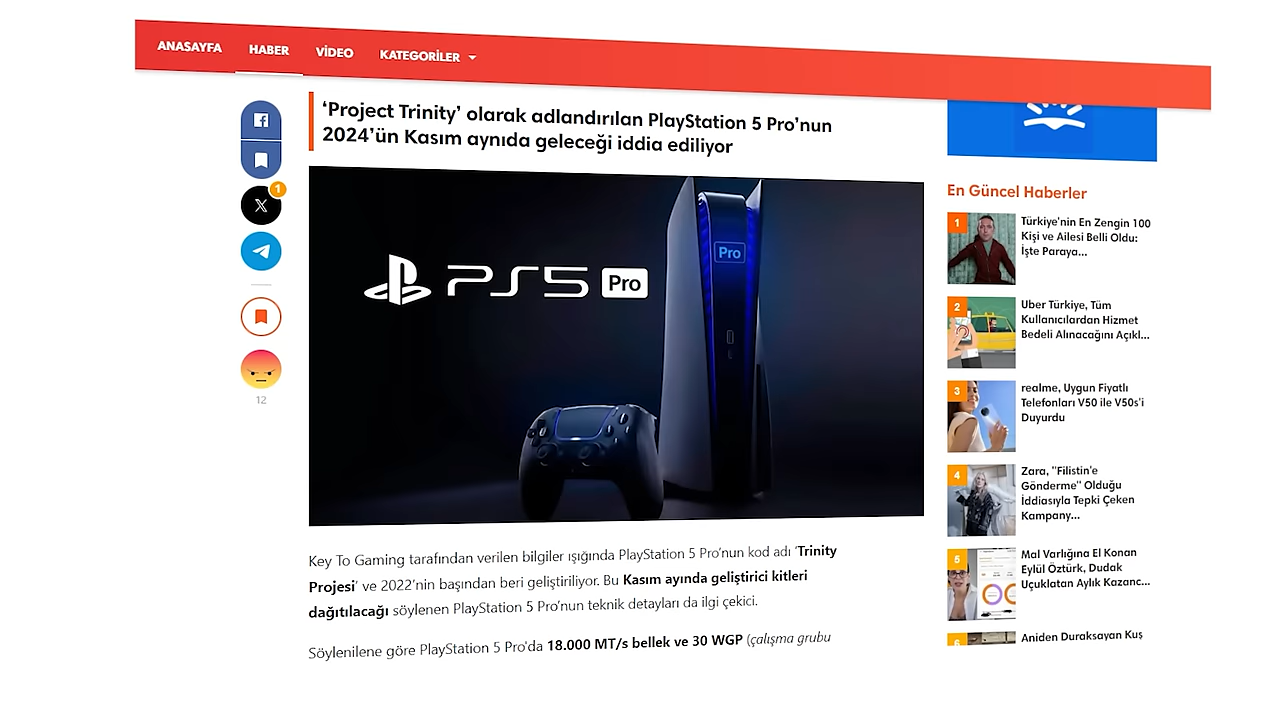 ANASAYFA
HABER
VİDEO
KATEGORİLER
1
12
‘Project Trinity’ olarak adlandırılan PlayStation 5 Pro’nun
2024’ün Kasım aynıda geleceği iddia ediliyor
PS5 Pro
Pro
Key To Gaming tarafından verilen bilgiler ışığında PlayStation 5 Pro’nun kod adı ‘Trinity
Projesi’ ve 2022’nin başından beri geliştiriliyor. Bu Kasım ayında geliştirici kitleri
dağıtılacağı söylenen PlayStation 5 Pro’nun teknik detayları da ilgi çekici.
Söylenilene göre PlayStation 5 Pro'da 18.000 MT/s bellek ve 30 WGP (çalışma grubu
En Güncel Haberler
1
Türkiye'nin En Zengin 100
Kişi ve Ailesi Belli Oldu:
İşte Paraya...
2
Uber Türkiye, Tüm
Kullanıcılardan Hizmet
Bedeli Alınacağını Açıkl...
3
realme, Uygun Fiyatlı
Telefonları V50 ile V50s'i
Duyurdu
4
Zara, "Filistin'e
Gönderme" Olduğu
İddiasıyla Tepki Çeken
Kampany...
5
Mal Varlığına El Konan
Eylül Öztürk, Dudak
Uçuklatan Aylık Kazanc...
6
Aniden Duraksayan Kuş